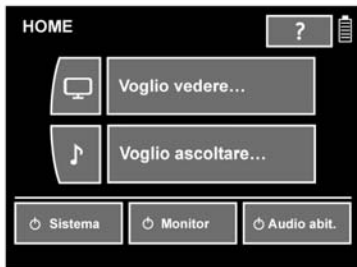 HOME
?
Voglio vedere...
Voglio ascoltare...
Sistema
Monitor
Audio abit.